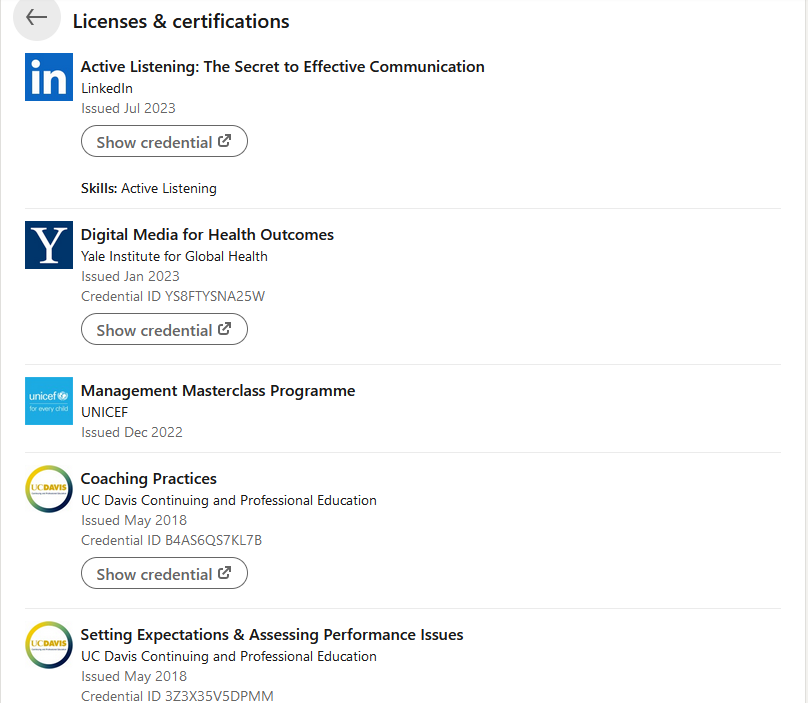 Licenses & certifications
in
Active Listening: The Secret to Effective Communication
LinkedIn
Issued Jul 2023
Show credential
Skills: Active Listening
Y
Digital Media for Health Outcomes
Yale Institute for Global Health
Issued Jan 2023
Credential ID YS8FTYSNA25W
Show credential
unicef
for every child
Management Masterclass Programme
UNICEF
Issued Dec 2022
UCDAVIS
Coaching Practices
UC Davis Continuing and Professional Education
Issued May 2018
Credential ID B4AS6QS7KL7B
Show credential
UCDAVIS
Setting Expectations & Assessing Performance Issues
UC Davis Continuing and Professional Education
Issued May 2018
Credential ID 3Z3X35V5DPMM